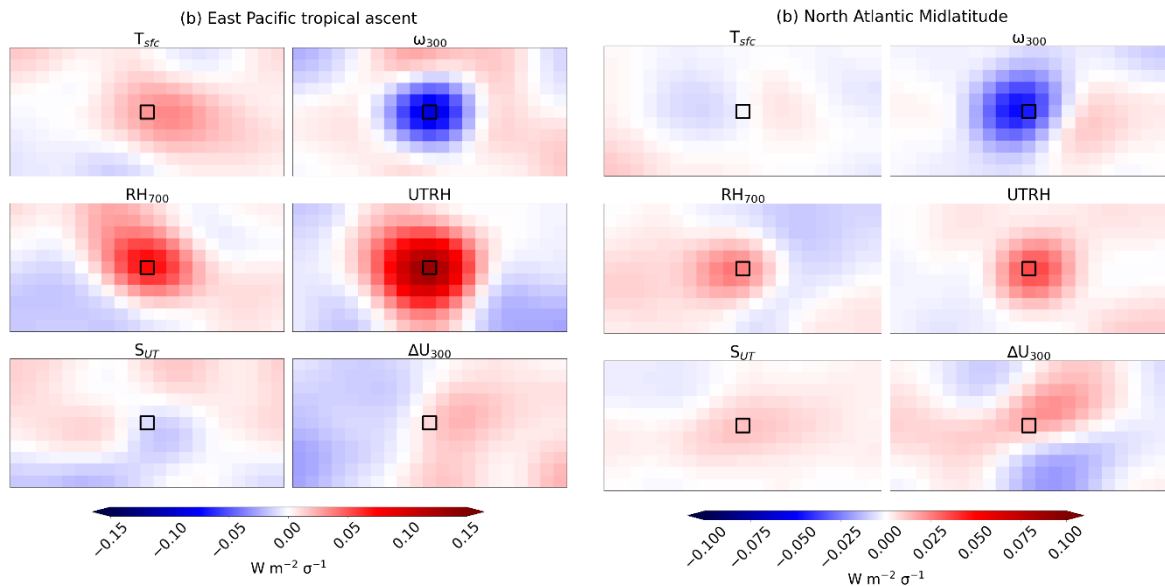 (b) East Pacific tropical ascent
T_sfc ω_300
RH_700 UTRH
S_UT ΔU_300
−0.15 −0.10 −0.05 0.00 0.05 0.10 0.15
W m⁻² σ⁻¹
(b) North Atlantic Midlatitude
T_sfc ω_300
RH_700 UTRH
S_UT ΔU_300
−0.100 −0.075 −0.050 −0.025 0.000 0.025 0.050 0.075 0.100
W m⁻² σ⁻¹